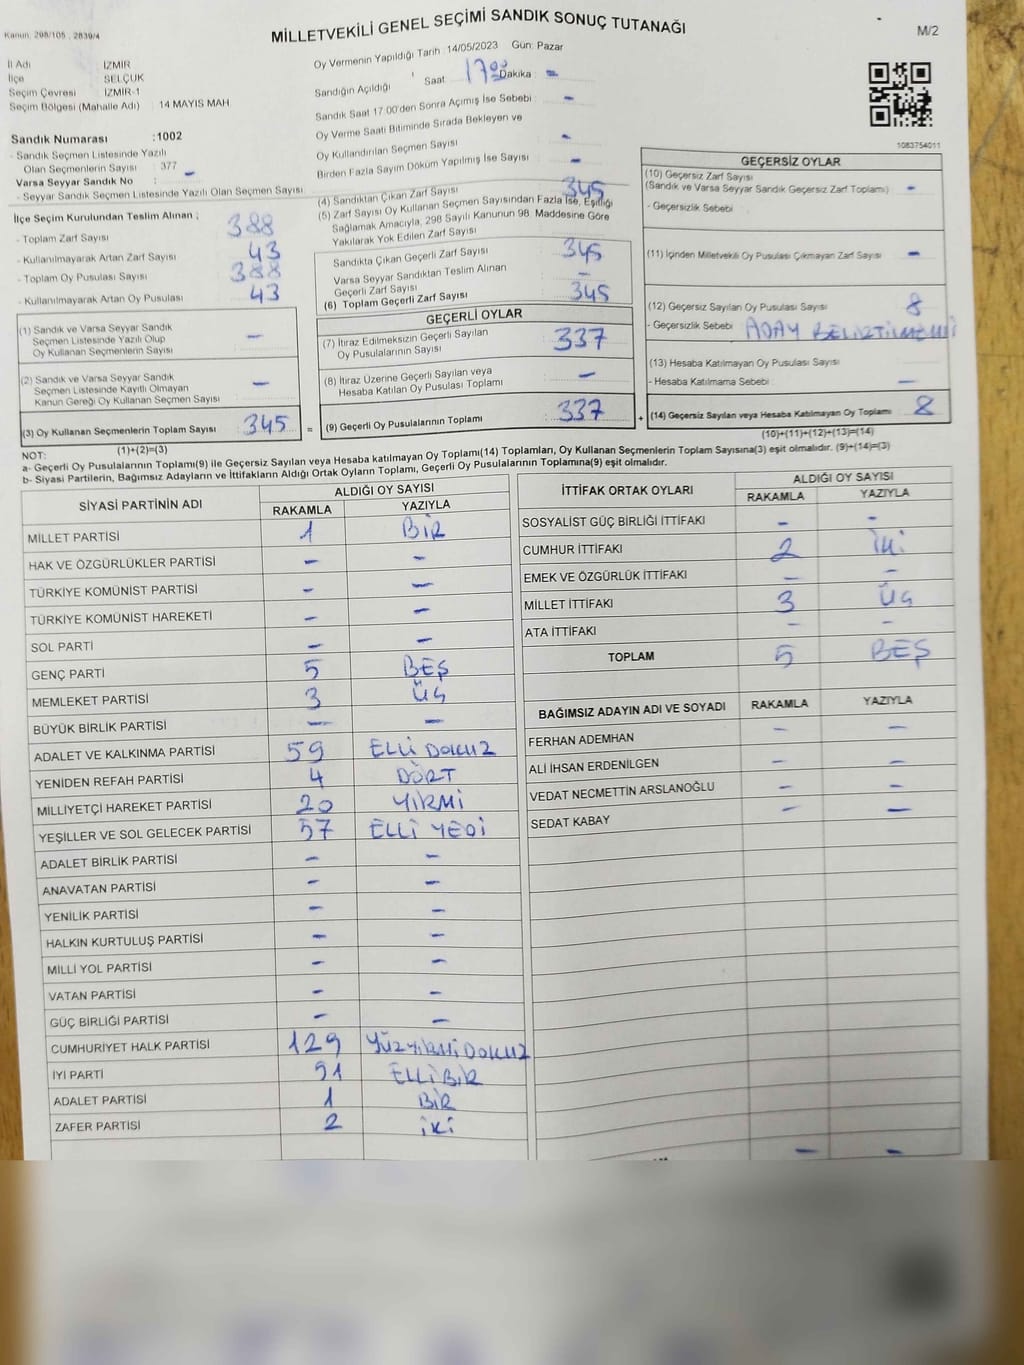 Kanun: 298/105 , 2839/4
MİLLETVEKİLİ GENEL SEÇİMİ SANDIK SONUÇ TUTANAĞI
M/2
İl Adı İZMİR
İlçe SELÇUK
Seçim Çevresi İZMİR-1
Seçim Bölgesi (Mahalle Adı) : 14 MAYIS MAH
Sandık Numarası :1002
- Sandık Seçmen Listesinde Yazılı
Olan Seçmenlerin Sayısı : 377
Varsa Seyyar Sandık No : -
- Seyyar Sandık Seçmen Listesinde Yazılı Olan Seçmen Sayısı
İlçe Seçim Kurulundan Teslim Alınan ;
- Toplam Zarf Sayısı 388
- Kullanılmayarak Artan Zarf Sayısı 43
- Toplam Oy Pusulası Sayısı 388
- Kullanılmayarak Artan Oy Pusulası 43
Oy Vermenin Yapıldığı Tarih : 14/05/2023 Gün: Pazar
Sandığın Açıldığı Saat 17 00 Dakika : -
Sandık Saat 17.00'den Sonra Açımış İse Sebebi : -
Oy Verme Saati Bitiminde Sırada Bekleyen ve
Oy Kullandırılan Seçmen Sayısı : -
Birden Fazla Sayım Döküm Yapılmış İse Sayısı : -
(4) Sandıktan Çıkan Zarf Sayısı 345
(5) Zarf Sayısı Oy Kullanan Seçmen Sayısından Fazla İse, Eşitliği
Sağlamak Amacıyla, 298 Sayılı Kanunun 98. Maddesine Göre
Yakılarak Yok Edilen Zarf Sayısı
Sandıkta Çıkan Geçerli Zarf Sayısı 345
Varsa Seyyar Sandıktan Teslim Alınan
Geçerli Zarf Sayısı -
(6) Toplam Geçerli Zarf Sayısı 345
1083754011
GEÇERSİZ OYLAR
(10) Geçersiz Zarf Sayısı
(Sandık ve Varsa Seyyar Sandık Geçersiz Zarf Toplamı) : -
- Geçersizlik Sebebi :
(11) İçinden Milletvekili Oy Pusulası Çıkmayan Zarf Sayısı : -
(12) Geçersiz Sayılan Oy Pusulası Sayısı : 8
- Geçersizlik Sebebi : ADAY
(13) Hesaba Katılmayan Oy Pusulası Sayısı :
- Hesaba Katılmama Sebebi : -
(14) Geçersiz Sayılan veya Hesaba Katılmayan Oy Toplamı : 8
(10)+(11)+(12)+(13)=(14)
(1) Sandık ve Varsa Seyyar Sandık
Seçmen Listesinde Yazılı Olup
Oy Kullanan Seçmenlerin Sayısı -
(2) Sandık ve Varsa Seyyar Sandık
Seçmen Listesinde Kayıtlı Olmayan
Kanun Gereği Oy Kullanan Seçmen Sayısı -
(3) Oy Kullanan Seçmenlerin Toplam Sayısı 345 =
(1)+(2)=(3)
GEÇERLİ OYLAR
(7) İtiraz Edilmeksizin Geçerli Sayılan
Oy Pusulalarının Sayısı 337
(8) İtiraz Üzerine Geçerli Sayılan veya
Hesaba Katılan Oy Pusulası Toplamı -
(9) Geçerli Oy Pusulalarının Toplamı : 337 +
NOT:
a- Geçerli Oy Pusulalarının Toplamı(9) ile Geçersiz Sayılan veya Hesaba katılmayan Oy Toplamı(14) Toplamları, Oy Kullanan Seçmenlerin Toplam Sayısına(3) eşit olmalıdır. (9)+(14)=(3)
b- Siyasi Partilerin, Bağımsız Adayların ve İttifakların Aldığı Ortak Oyların Toplamı, Geçerli Oy Pusulalarının Toplamına(9) eşit olmalıdır.
SİYASİ PARTİNİN ADI ALDIĞI OY SAYISI
RAKAMLA YAZIYLA
MİLLET PARTİSİ 1 BİR
HAK VE ÖZGÜRLÜKLER PARTİSİ - -
TÜRKİYE KOMÜNİST PARTİSİ - -
TÜRKİYE KOMÜNİST HAREKETİ - -
SOL PARTİ - -
GENÇ PARTİ 5 BEŞ
MEMLEKET PARTİSİ 3 ÜÇ
BÜYÜK BİRLİK PARTİSİ - -
ADALET VE KALKINMA PARTİSİ 59 ELLİ DOKUZ
YENİDEN REFAH PARTİSİ 4 DÖRT
MİLLİYETÇİ HAREKET PARTİSİ 20 YİRMİ
YEŞİLLER VE SOL GELECEK PARTİSİ 57 ELLİ YEDİ
ADALET BİRLİK PARTİSİ - -
ANAVATAN PARTİSİ - -
YENİLİK PARTİSİ - -
HALKIN KURTULUŞ PARTİSİ - -
MİLLİ YOL PARTİSİ - -
VATAN PARTİSİ - -
GÜÇ BİRLİĞİ PARTİSİ - -
CUMHURİYET HALK PARTİSİ 129 YÜZYİRMİDOKUZ
İYİ PARTİ 51 ELLİBİR
ADALET PARTİSİ 1 BİR
ZAFER PARTİSİ 2 İKİ
İTTİFAK ORTAK OYLARI ALDIĞI OY SAYISI
RAKAMLA YAZIYLA
SOSYALİST GÜÇ BİRLİĞİ İTTİFAKI - -
CUMHUR İTTİFAKI 2 İKİ
EMEK VE ÖZGÜRLÜK İTTİFAKI - -
MİLLET İTTİFAKI 3 ÜÇ
ATA İTTİFAKI - -
TOPLAM 5 BEŞ
BAĞIMSIZ ADAYIN ADI VE SOYADI RAKAMLA YAZIYLA
FERHAN ADEMHAN - -
ALİ İHSAN ERDENİLGEN - -
VEDAT NECMETTİN ARSLANOĞLU - -
SEDAT KABAY - -
- -